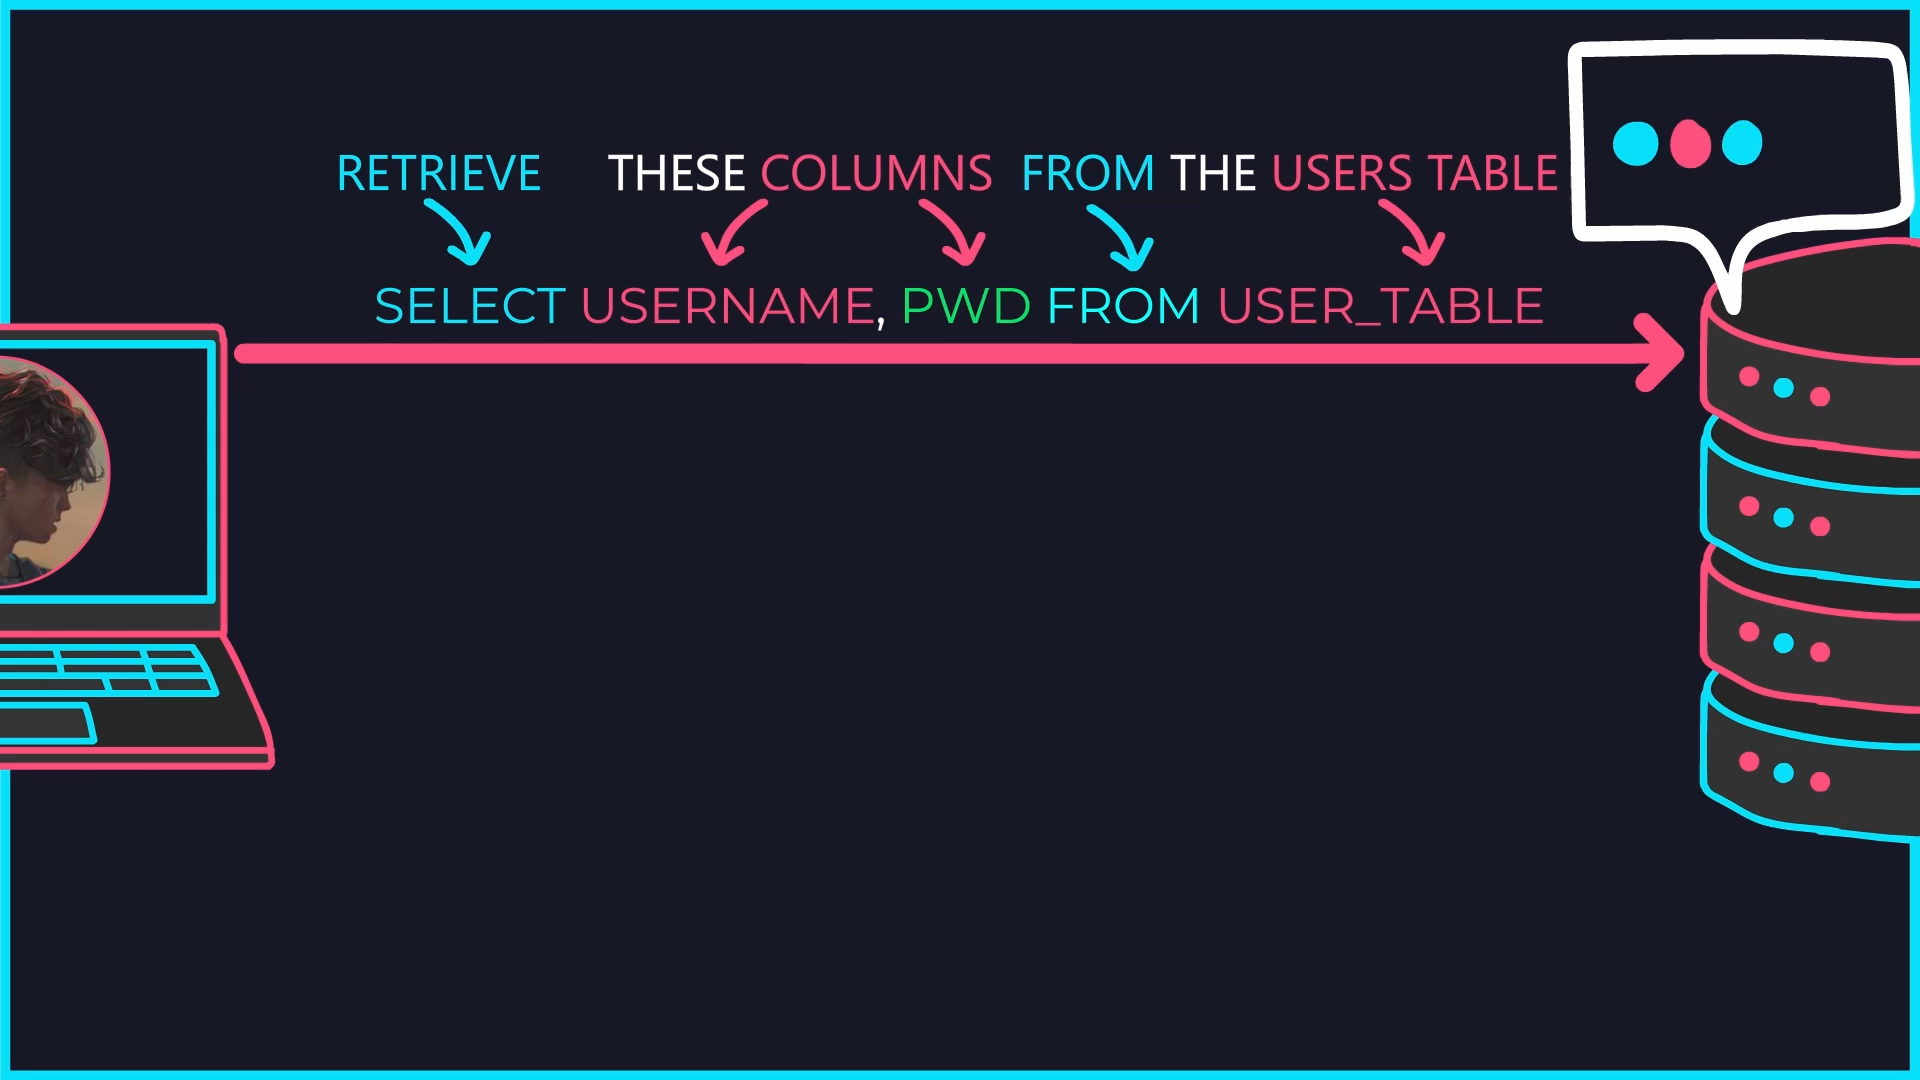 RETRIEVE THESE COLUMNS FROM THE USERS TABLE
SELECT USERNAME, PWD FROM USER_TABLE